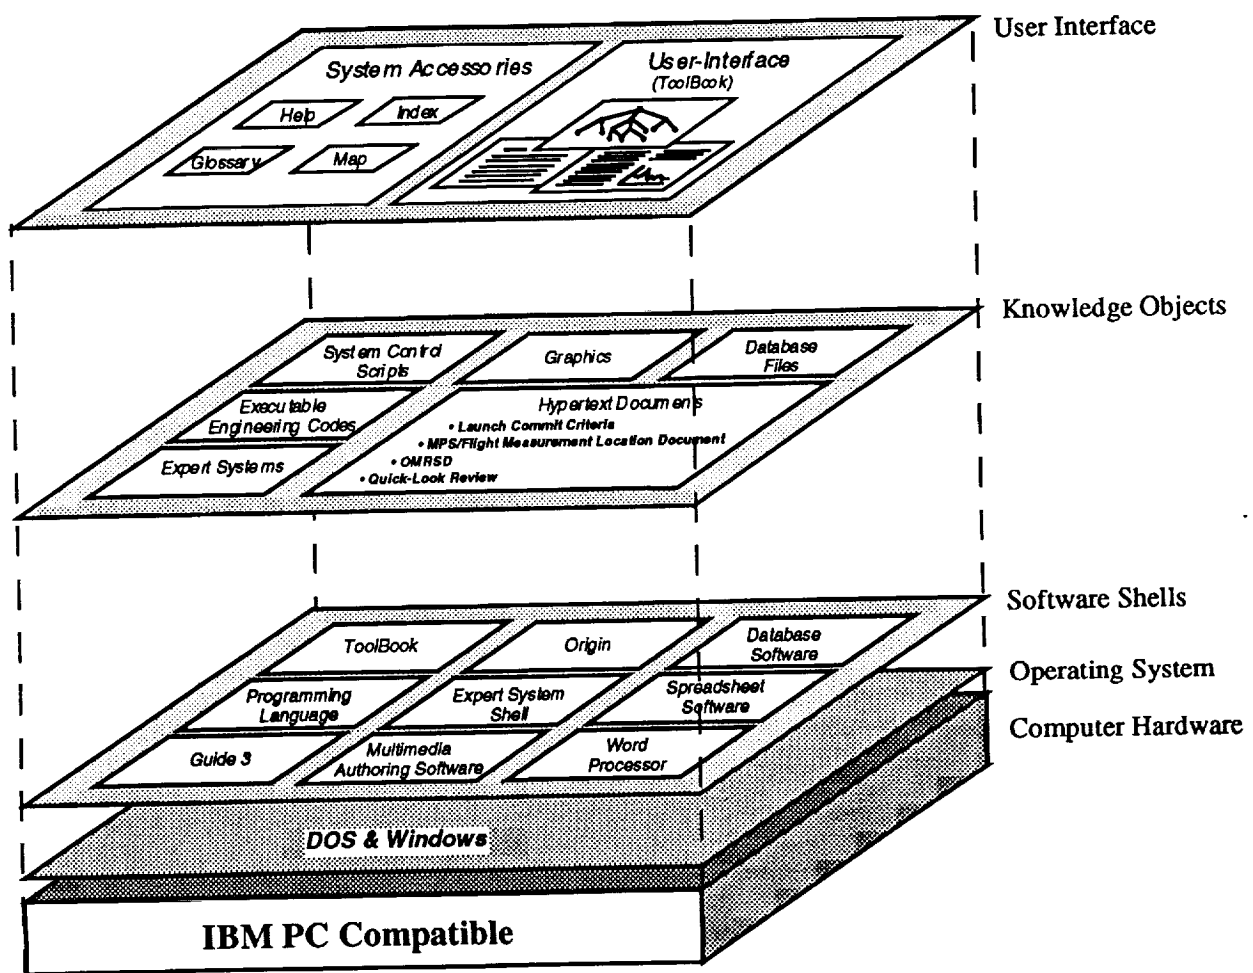 User Interface
System Accessories
User-Interface
(ToolBook)
Help
Index
Glossary
Map
Knowledge Objects
System Control
Scripts
Graphics
Database
Files
Executable
Engineering Codes
Hypertext Documents
• Launch Commit Criteria
• MPS/Flight Measurement Location Document
• OMRSD
• Quick-Look Review
Expert Systems
Software Shells
ToolBook
Origin
Database
Software
Programming
Language
Expert System
Shell
Spreadsheet
Software
Guide 3
Multimedia
Authoring Software
Word
Processor
Operating System
Computer Hardware
DOS & Windows
IBM PC Compatible